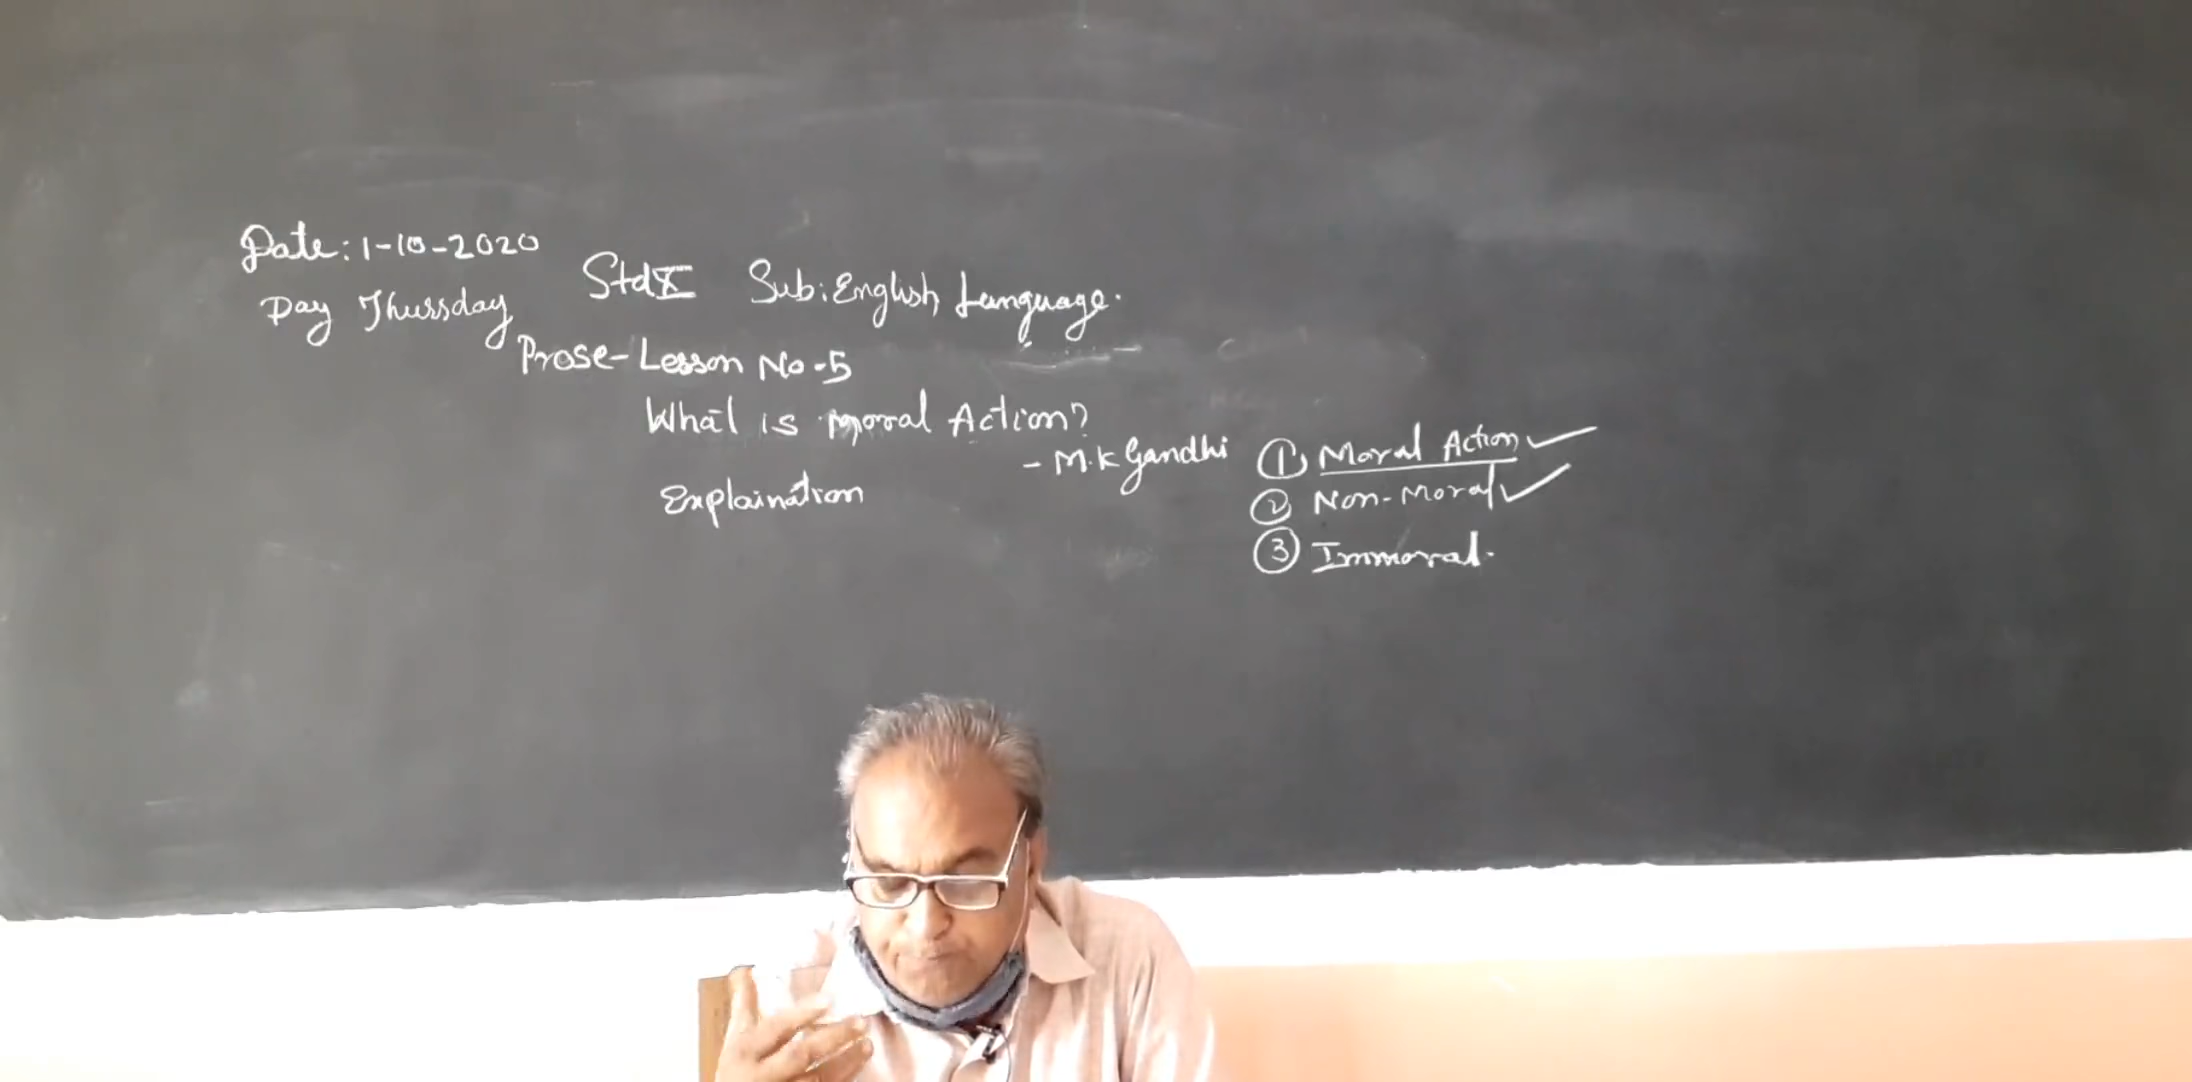 Date: 1-10-2020
Day Thursday
Std X Sub: English Language.
Prose-Lesson No-5
What is Moral Action?
- M.K Gandhi
Explaination
① Moral Action ✓
② Non-Moral ✓
③ Immoral.